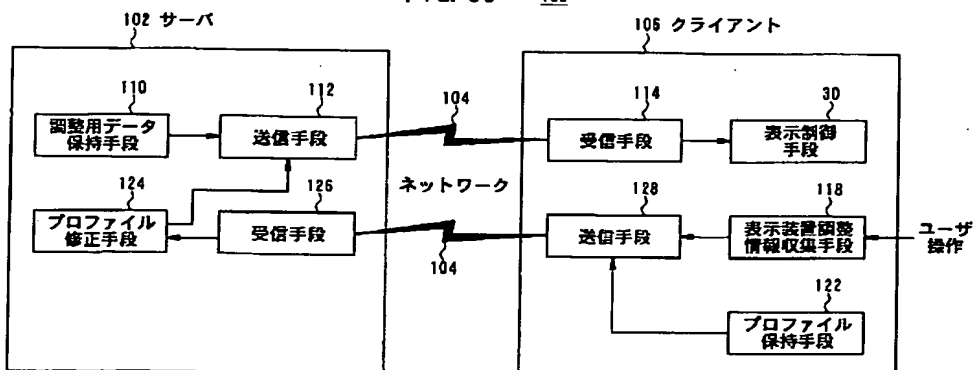 102 サーバ
106 クライアント
110
調整用データ
保持手段
112
送信手段
104
114
受信手段
30
表示制御
手段
ネットワーク
124
プロファイル
修正手段
126
受信手段
104
128
送信手段
118
表示装置調整
情報収集手段
ユーザ
操作
122
プロファイル
保持手段